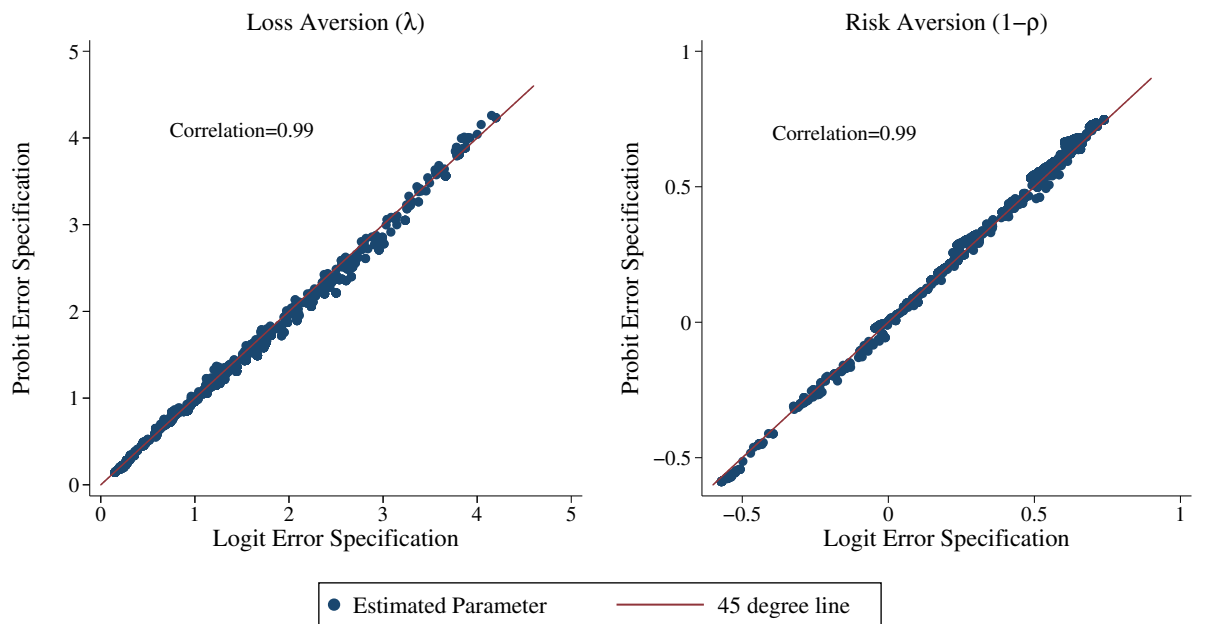 Loss Aversion (λ)
Probit Error Specification
5
4
3
2
1
0
Correlation=0.99
0 1 2 3 4 5
Logit Error Specification
Risk Aversion (1−ρ)
Probit Error Specification
1
0.5
0
−0.5
Correlation=0.99
−0.5 0 0.5 1
Logit Error Specification
Estimated Parameter 45 degree line